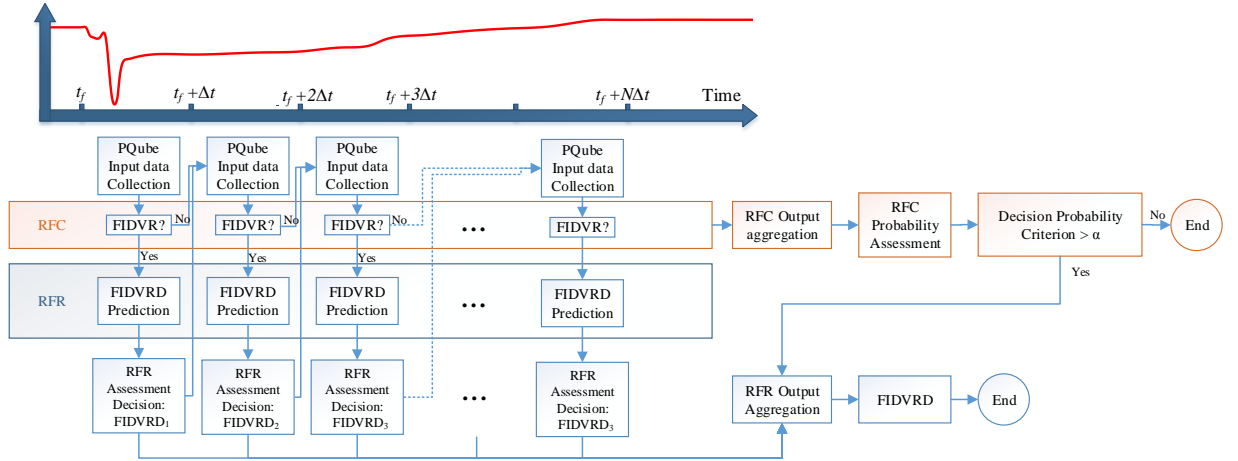 t_f
t_f +Δt
t_f +2Δt
t_f +3Δt
t_f +NΔt
Time
PQube
Input data
Collection
PQube
Input data
Collection
PQube
Input data
Collection
PQube
Input data
Collection
RFC
FIDVR?
No
FIDVR?
No
FIDVR?
No
...
FIDVR?
RFC Output
aggregation
RFC
Probability
Assessment
Decision Probability
Criterion > α
No
End
Yes
Yes
Yes
Yes
RFR
FIDVRD
Prediction
FIDVRD
Prediction
FIDVRD
Prediction
...
FIDVRD
Prediction
RFR
Assessment
Decision:
FIDVRD₁
RFR
Assessment
Decision:
FIDVRD₂
RFR
Assessment
Decision:
FIDVRD₃
...
RFR
Assessment
Decision:
FIDVRD₃
RFR Output
Aggregation
FIDVRD
End